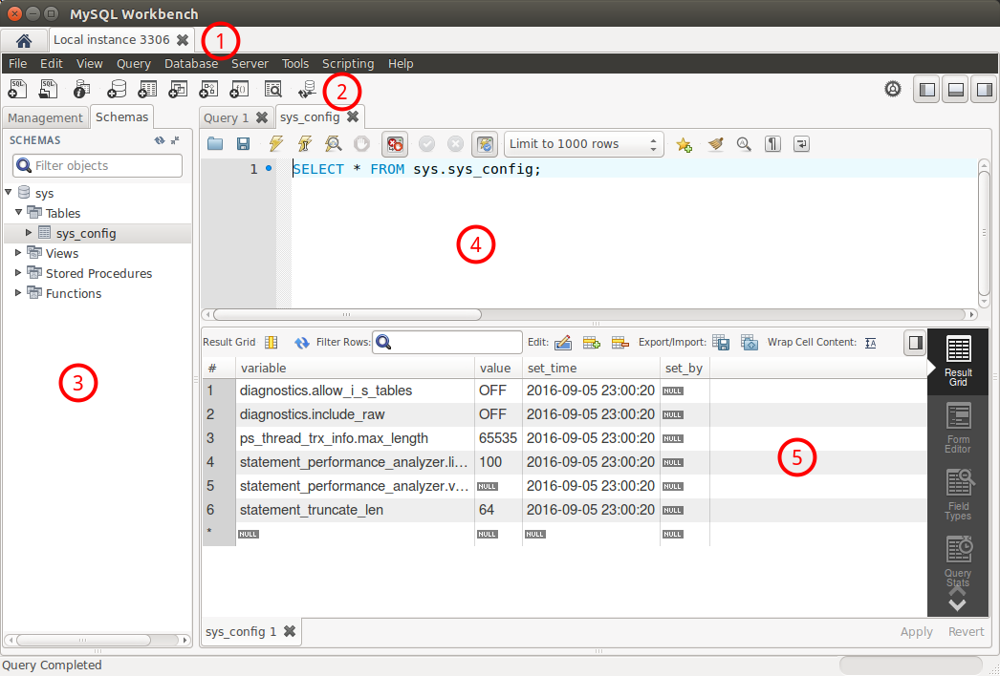 MySQL Workbench
Local instance 3306
1
File Edit View Query Database Server Tools Scripting Help
2
Management Schemas
Query 1 sys_config
SCHEMAS
Filter objects
sys
Tables
sys_config
Views
Stored Procedures
Functions
3
Limit to 1000 rows
1 SELECT * FROM sys.sys_config;
4
Result Grid Filter Rows: Edit: Export/Import: Wrap Cell Content:
# variable value set_time set_by
1 diagnostics.allow_i_s_tables OFF 2016-09-05 23:00:20 NULL
2 diagnostics.include_raw OFF 2016-09-05 23:00:20 NULL
3 ps_thread_trx_info.max_length 65535 2016-09-05 23:00:20 NULL
4 statement_performance_analyzer.li... 100 2016-09-05 23:00:20 NULL
5 statement_performance_analyzer.v... NULL 2016-09-05 23:00:20 NULL
6 statement_truncate_len 64 2016-09-05 23:00:20 NULL
* NULL NULL NULL NULL
5
Result
Grid
Form
Editor
Field
Types
Query
Stats
sys_config 1
Apply Revert
Query Completed